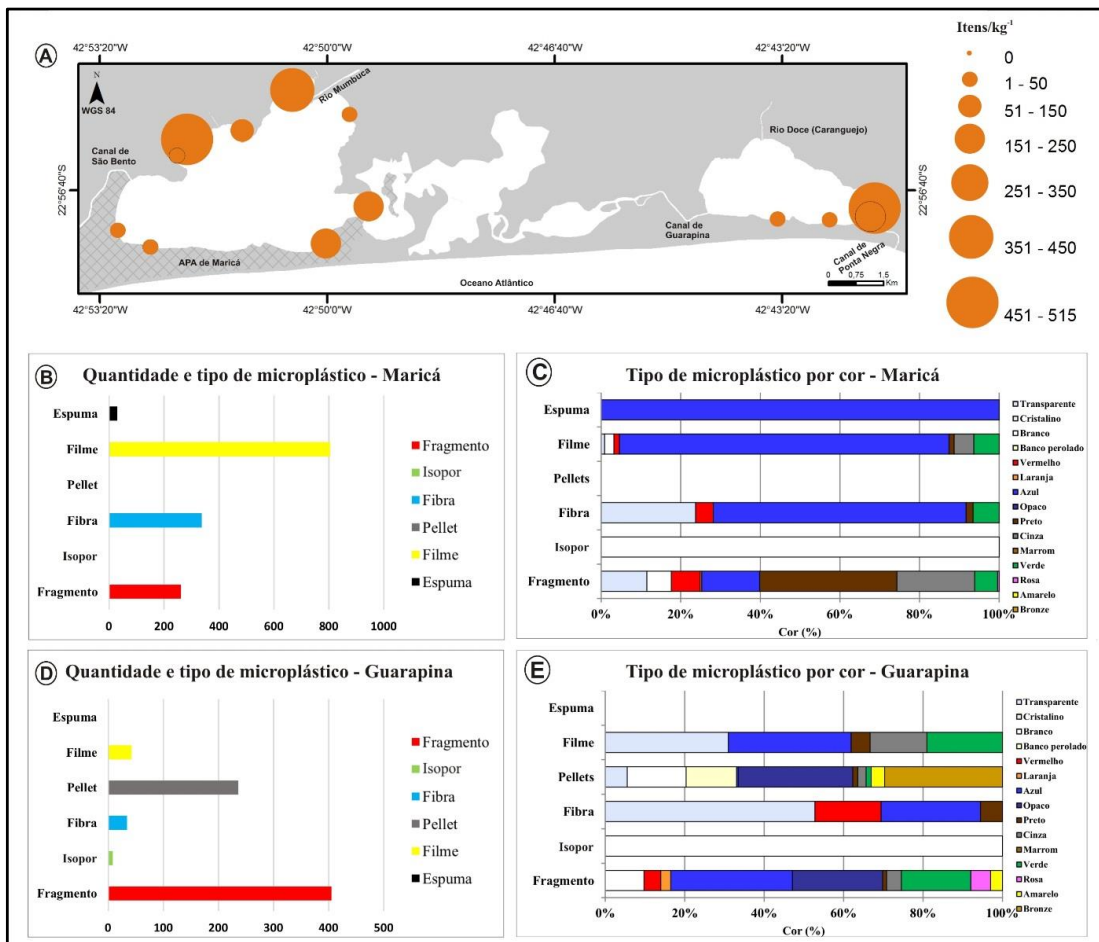 Itens/kg⁻¹
0
1 - 50
51 - 150
151 - 250
251 - 350
351 - 450
451 - 515
A
42°53'20"W
42°50'00"W
42°46'40"W
42°43'20"W
N
WGS 84
Rio Mumbuca
Canal de
São Bento
Rio Doce (Caranguejo)
22°56'40"S
22°56'40"S
APA de Maricá
Canal de
Guarapina
Canal de
Ponta Negra
Oceano Atlântico
0 0,75 1.5
Km
42°53'20"W
42°50'00"W
42°46'40"W
42°43'20"W
B
Quantidade e tipo de microplástico - Maricá
Espuma
Filme
Pellet
Fibra
Isopor
Fragmento
0 200 400 600 800 1000
Fragmento
Isopor
Fibra
Pellet
Filme
Espuma
C
Tipo de microplástico por cor - Maricá
Espuma
Filme
Pellets
Fibra
Isopor
Fragmento
0% 20% 40% 60% 80% 100%
Cor (%)
Transparente
Cristalino
Branco
Banco perolado
Vermelho
Laranja
Azul
Opaco
Preto
Cinza
Marrom
Verde
Rosa
Amarelo
Bronze
D
Quantidade e tipo de microplástico - Guarapina
Espuma
Filme
Pellet
Fibra
Isopor
Fragmento
0 100 200 300 400 500
Fragmento
Isopor
Fibra
Pellet
Filme
Espuma
E
Tipo de microplástico por cor - Guarapina
Espuma
Filme
Pellets
Fibra
Isopor
Fragmento
0% 20% 40% 60% 80% 100%
Cor (%)
Transparente
Cristalino
Branco
Banco perolado
Vermelho
Laranja
Azul
Opaco
Preto
Cinza
Marrom
Verde
Rosa
Amarelo
Bronze